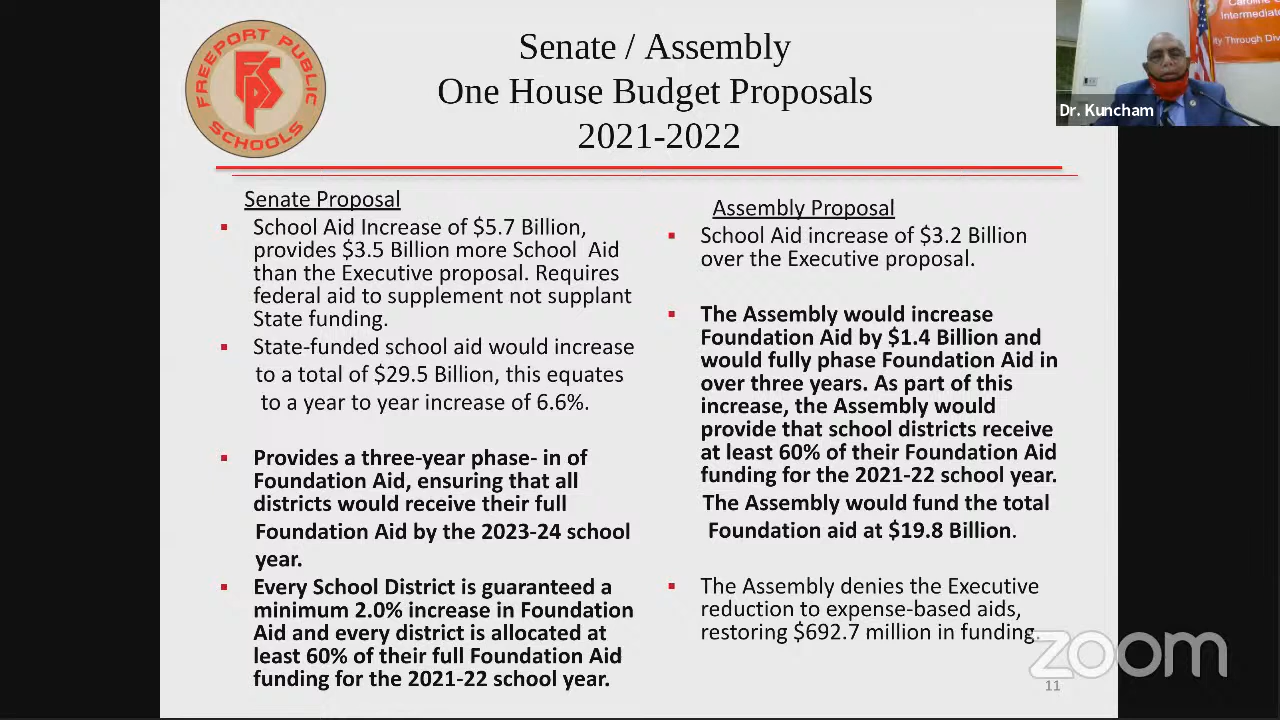 FREEPORT PUBLIC
SCHOOLS
FPS
Senate / Assembly
One House Budget Proposals
2021-2022
Intermediate
ty Through Div
Dr. Kuncham
Senate Proposal
▪ School Aid Increase of $5.7 Billion,
provides $3.5 Billion more School Aid
than the Executive proposal. Requires
federal aid to supplement not supplant
State funding.
▪ State-funded school aid would increase
to a total of $29.5 Billion, this equates
to a year to year increase of 6.6%.
▪ Provides a three-year phase- in of
Foundation Aid, ensuring that all
districts would receive their full
Foundation Aid by the 2023-24 school
year.
▪ Every School District is guaranteed a
minimum 2.0% increase in Foundation
Aid and every district is allocated at
least 60% of their full Foundation Aid
funding for the 2021-22 school year.
Assembly Proposal
▪ School Aid increase of $3.2 Billion
over the Executive proposal.
▪ The Assembly would increase
Foundation Aid by $1.4 Billion and
would fully phase Foundation Aid in
over three years. As part of this
increase, the Assembly would
provide that school districts receive
at least 60% of their Foundation Aid
funding for the 2021-22 school year.
The Assembly would fund the total
Foundation aid at $19.8 Billion.
▪ The Assembly denies the Executive
reduction to expense-based aids,
restoring $692.7 million in funding.
zoom
11